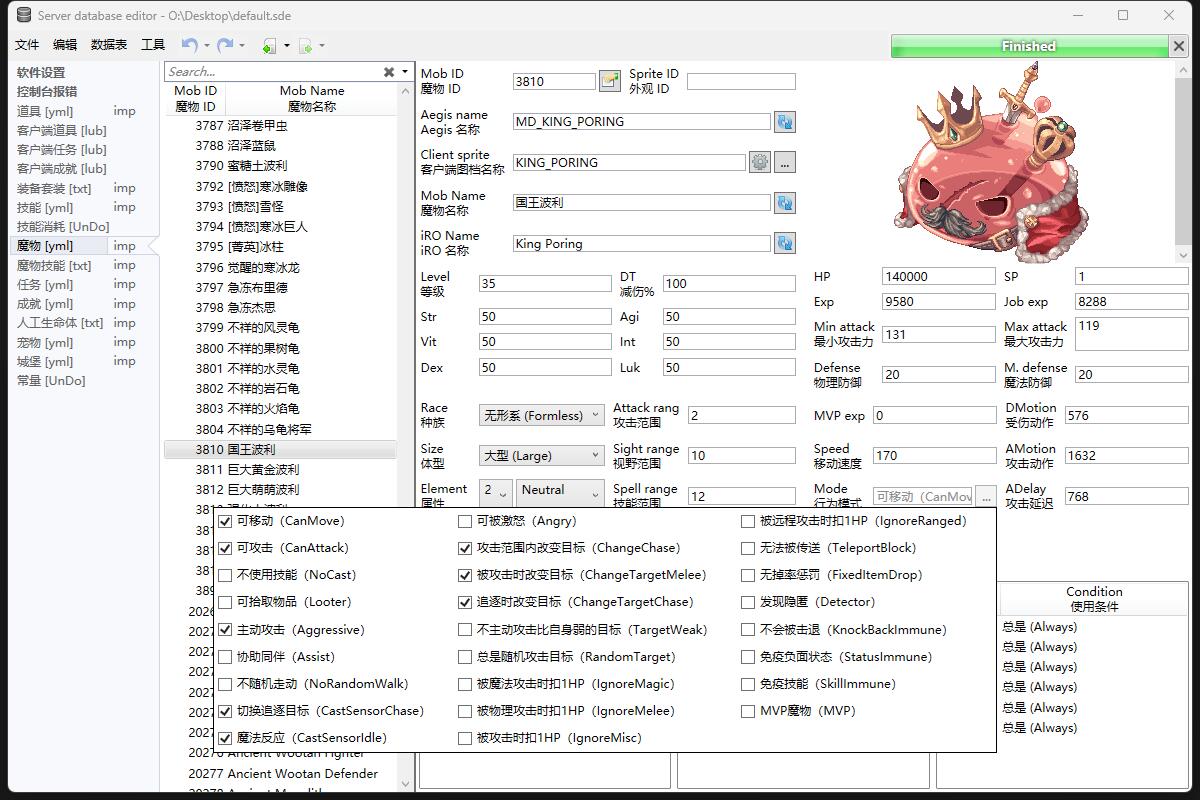 Server database editor - O:\Desktop\default.sde
文件 编辑 数据表 工具
Finished
软件设置
控制台报错
道具 [yml] imp
客户端道具 [lub]
客户端任务 [lub]
客户端成就 [lub]
装备套装 [txt] imp
技能 [yml] imp
技能消耗 [UnDo]
魔物 [yml] imp
魔物技能 [txt] imp
任务 [yml] imp
成就 [yml] imp
人工生命体 [txt] imp
宠物 [yml] imp
城堡 [yml] imp
常量 [UnDo]
Search...
Mob ID Mob Name
魔物 ID 魔物名称
3787 沼泽卷甲虫
3788 沼泽蓝鼠
3790 蜜糖土波利
3792 [愤怒]寒冰雕像
3793 [愤怒]雪怪
3794 [愤怒]寒冰巨人
3795 [菁英]冰柱
3796 觉醒的寒冰龙
3797 急冻布里德
3798 急冻杰思
3799 不祥的风灵龟
3800 不祥的果树龟
3801 不祥的水灵龟
3802 不祥的岩石龟
3803 不祥的火焰龟
3804 不祥的乌龟将军
3810 国王波利
3811 巨大黄金波利
3812 巨大萌萌波利
Mob ID
魔物 ID
3810
Sprite ID
外观 ID
Aegis name
Aegis 名称
MD_KING_PORING
Client sprite
客户端图档名称
KING_PORING
...
Mob Name
魔物名称
国王波利
iRO Name
iRO 名称
King Poring
Level
等级
35
DT
减伤%
100
Str 50 Agi 50
Vit 50 Int 50
Dex 50 Luk 50
HP 140000 SP 1
Exp 9580 Job exp 8288
Min attack
最小攻击力
131
Max attack
最大攻击力
119
Defense
物理防御
20
M. defense
魔法防御
20
Race
种族
无形系 (Formless)
Attack rang
攻击范围
2
MVP exp 0
DMotion
受伤动作
576
Size
体型
大型 (Large)
Sight range
视野范围
10
Speed
移动速度
170
AMotion
攻击动作
1632
Element
属性
2 Neutral
Spell range
技能范围
12
Mode
行为模式
可移动（CanMov
...
ADelay
攻击延迟
768
可移动（CanMove） 可被激怒（Angry） 被远程攻击时扣1HP（IgnoreRanged）
可攻击（CanAttack） 攻击范围内改变目标（ChangeChase） 无法被传送（TeleportBlock）
不使用技能（NoCast） 被攻击时改变目标（ChangeTargetMelee） 无掉率惩罚（FixedItemDrop）
可拾取物品（Looter） 追逐时改变目标（ChangeTargetChase） 发现隐匿（Detector）
主动攻击（Aggressive） 不主动攻击比自身弱的目标（TargetWeak） 不会被击退（KnockBackImmune）
协助同伴（Assist） 总是随机攻击目标（RandomTarget） 免疫负面状态（StatusImmune）
不随机走动（NoRandomWalk） 被魔法攻击时扣1HP（IgnoreMagic） 免疫技能（SkillImmune）
切换追逐目标（CastSensorChase） 被物理攻击时扣1HP（IgnoreMelee） MVP魔物（MVP）
魔法反应（CastSensorIdle） 被攻击时扣1HP（IgnoreMisc）
Condition
使用条件
总是 (Always)
总是 (Always)
总是 (Always)
总是 (Always)
总是 (Always)
总是 (Always)
20277 Ancient Wootan Defender